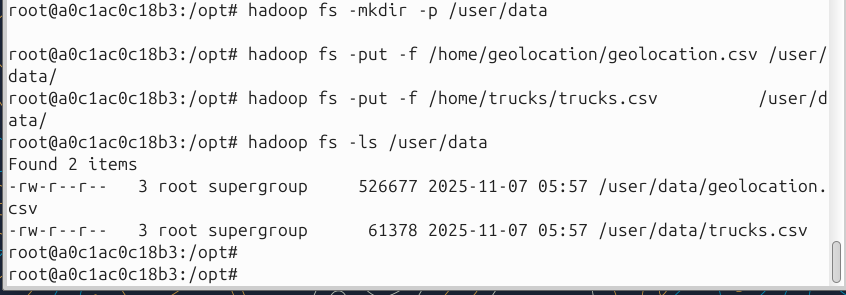 root@a0c1ac0c18b3:/opt# hadoop fs -mkdir -p /user/data
root@a0c1ac0c18b3:/opt# hadoop fs -put -f /home/geolocation/geolocation.csv /user/
data/
root@a0c1ac0c18b3:/opt# hadoop fs -put -f /home/trucks/trucks.csv          /user/d
ata/
root@a0c1ac0c18b3:/opt# hadoop fs -ls /user/data
Found 2 items
-rw-r--r--   3 root supergroup     526677 2025-11-07 05:57 /user/data/geolocation.
csv
-rw-r--r--   3 root supergroup      61378 2025-11-07 05:57 /user/data/trucks.csv
root@a0c1ac0c18b3:/opt#
root@a0c1ac0c18b3:/opt#